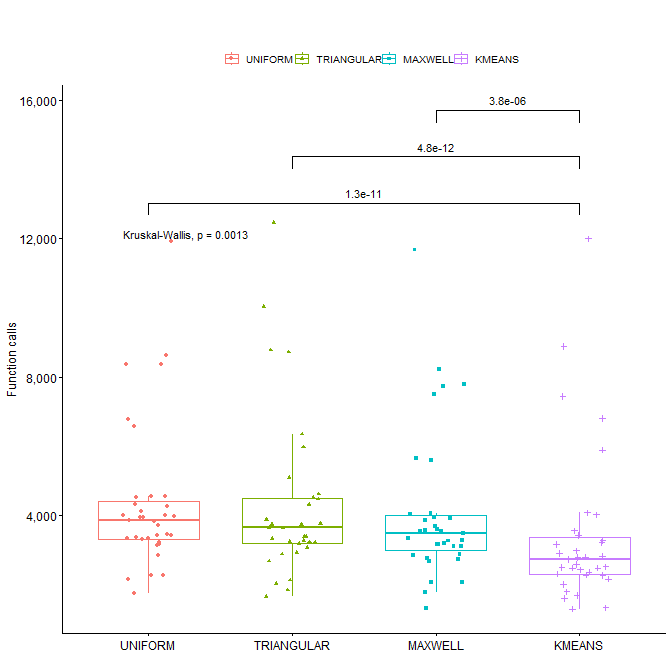 UNIFORM TRIANGULAR MAXWELL KMEANS
16,000
3.8e-06
4.8e-12
1.3e-11
Kruskal-Wallis, p = 0.0013
12,000
Function calls
8,000
4,000
UNIFORM TRIANGULAR MAXWELL KMEANS